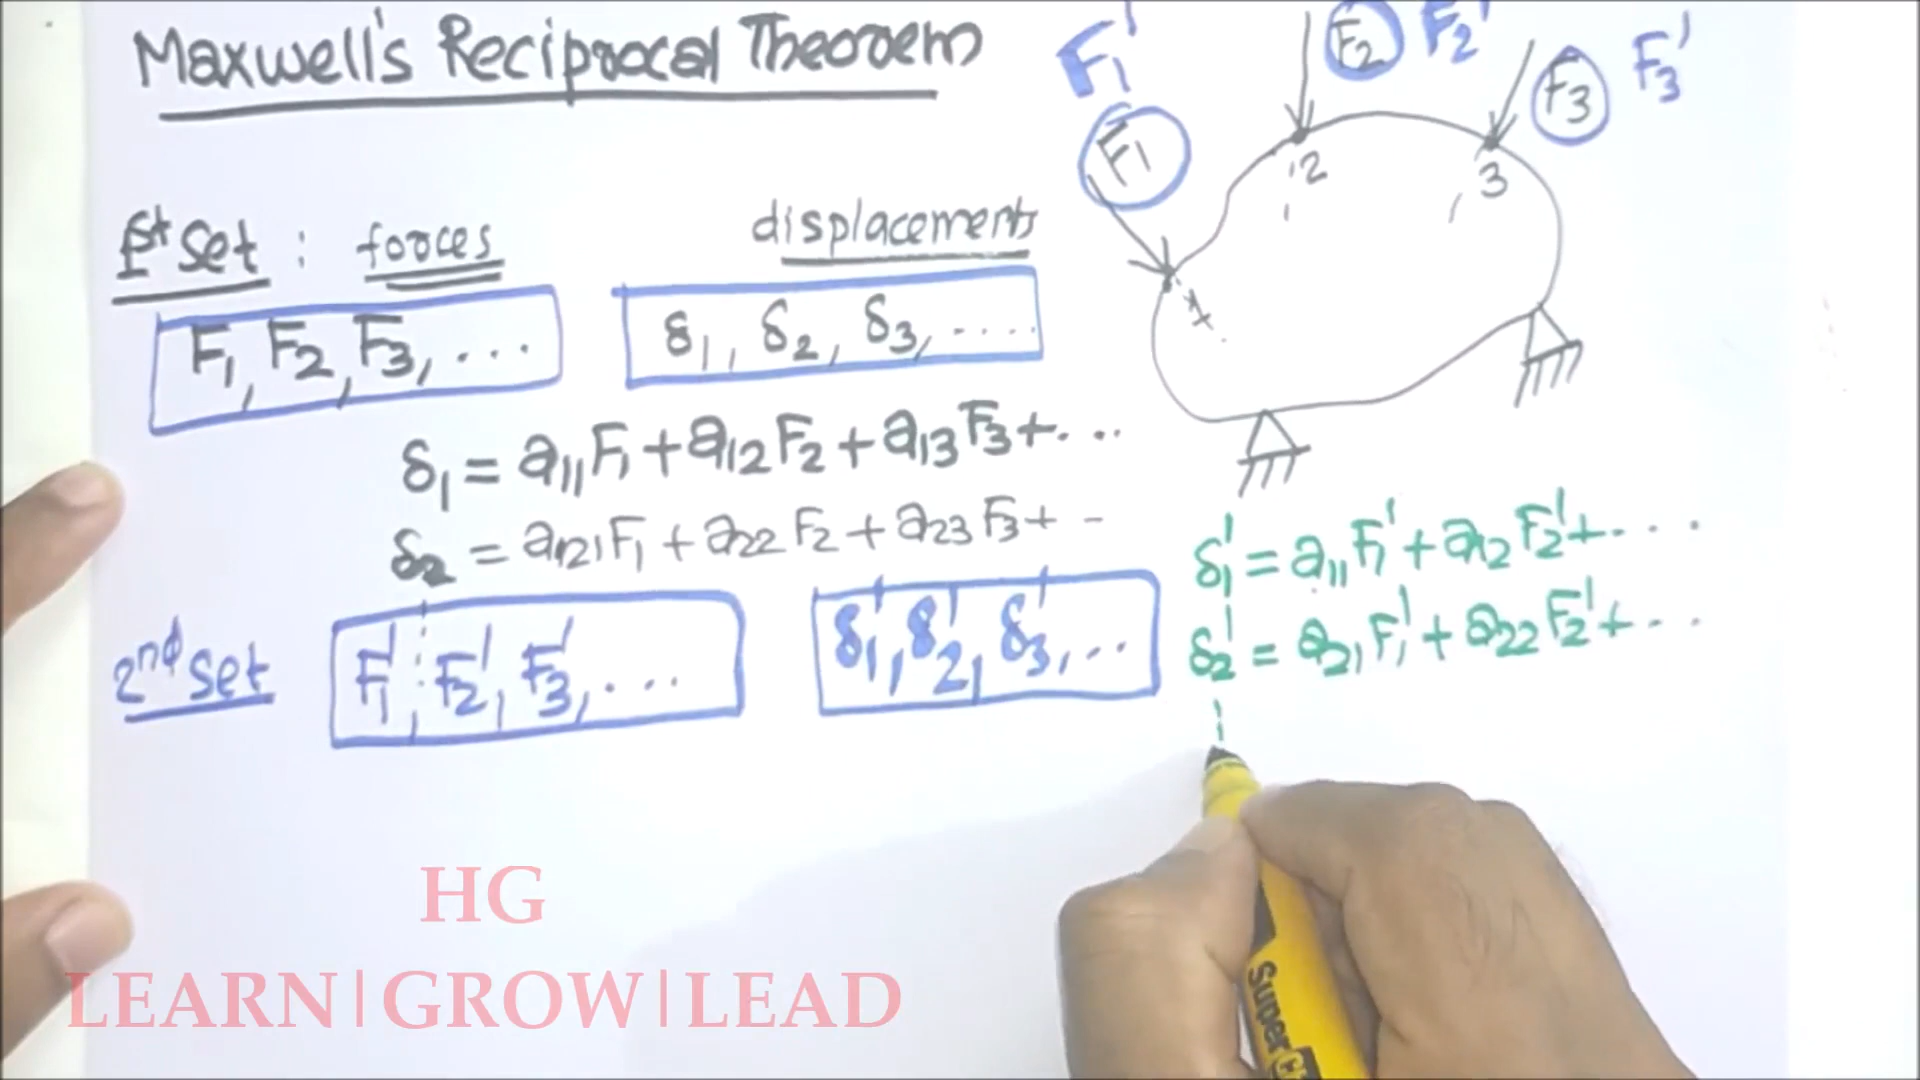 Maxwell's Reciprocal Theorem
F₁' F₂ F₂' F₃ F₃'
F₁
2
3
1
1st Set : forces
displacements
F₁, F₂, F₃, ...
δ₁, δ₂, δ₃, ....
δ₁ = a₁₁F₁ + a₁₂F₂ + a₁₃F₃ + ...
δ₂ = a₂₁F₁ + a₂₂F₂ + a₂₃F₃ + --
δ₁' = a₁₁F₁' + a₁₂F₂' + ....
δ₂' = a₂₁F₁' + a₂₂F₂' + ...
2nd set
F₁', F₂', F₃', ...
δ₁', δ₂', δ₃', ...
HG
LEARN|GROW|LEAD
Super